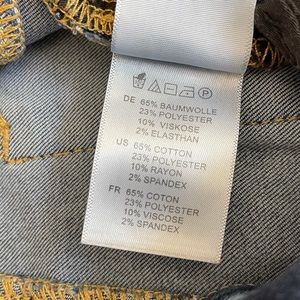 DE 65% BAUMWOLLE
23% POLYESTER
10% VISKOSE
2% ELASTHAN
US 65% COTTON
23% POLYESTER
10% RAYON
2% SPANDEX
FR 65% COTON
23% POLYESTER
10% VISCOSE
2% SPANDEX